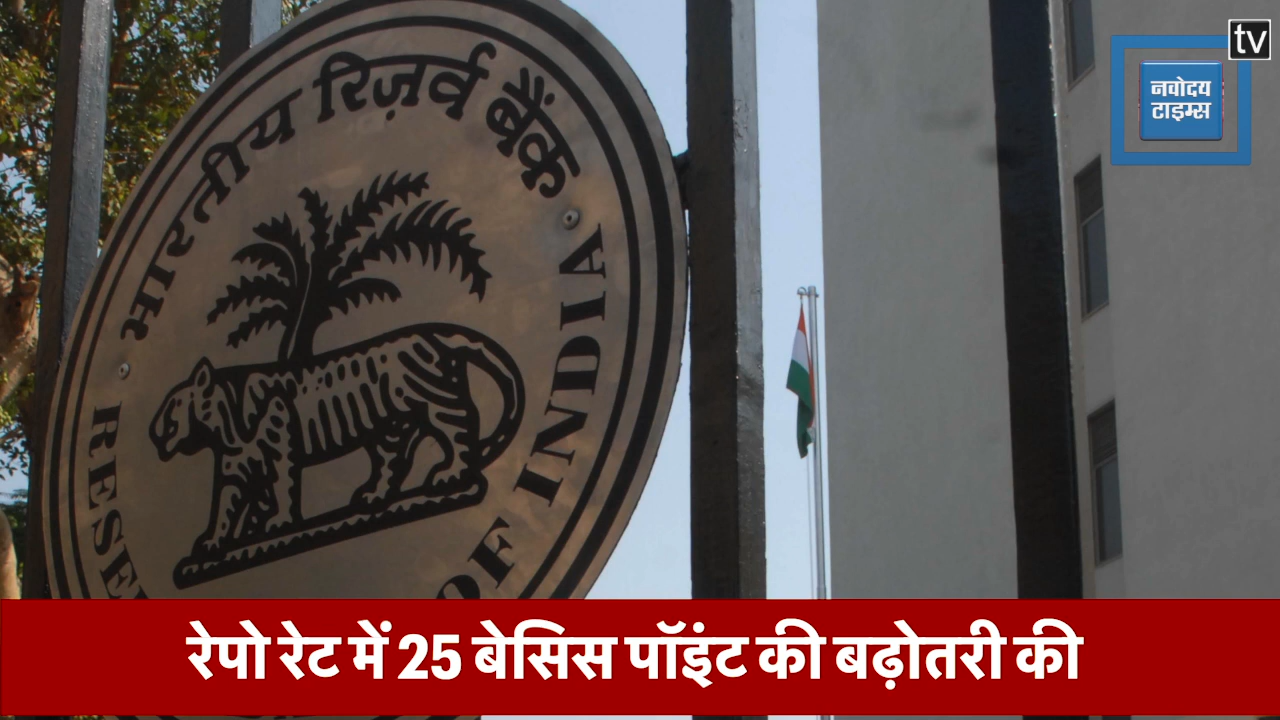 भारतीय रिज़र्व बैंक
RESE
OF INDIA
tv
नवोदय
टाइम्स
रेपो रेट में 25 बेसिस पॉइंट की बढ़ोतरी की